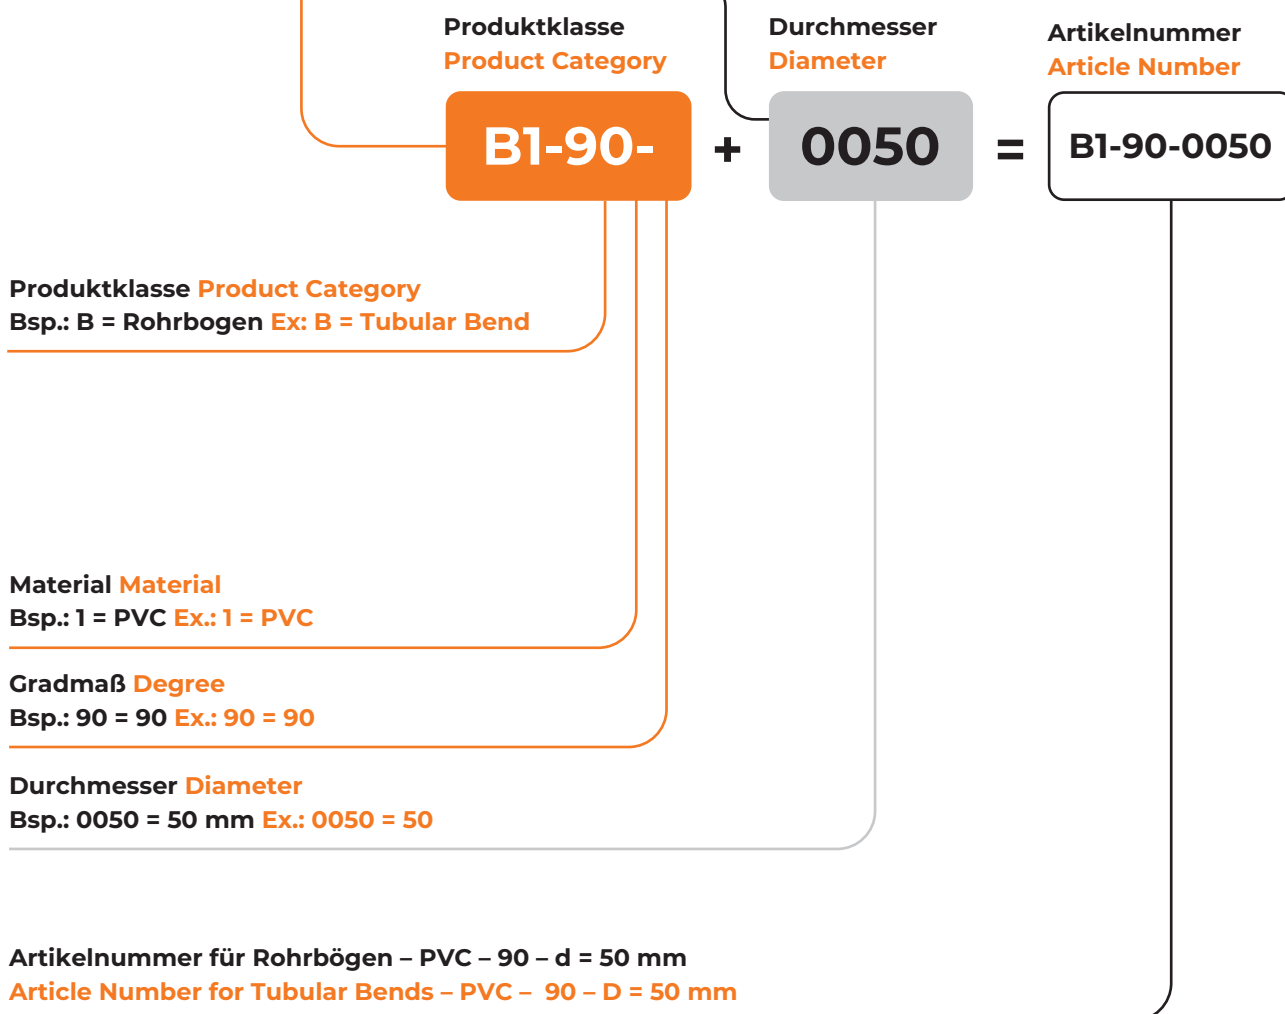 Produktklasse
Product Category
Durchmesser
Diameter
Artikelnummer
Article Number
B1-90- + 0050 = B1-90-0050
Produktklasse Product Category
Bsp.: B = Rohrbogen Ex: B = Tubular Bend
Material Material
Bsp.: 1 = PVC Ex.: 1 = PVC
Gradmaß Degree
Bsp.: 90 = 90 Ex.: 90 = 90
Durchmesser Diameter
Bsp.: 0050 = 50 mm Ex.: 0050 = 50
Artikelnummer für Rohrbögen – PVC – 90 – d = 50 mm
Article Number for Tubular Bends – PVC – 90 – D = 50 mm